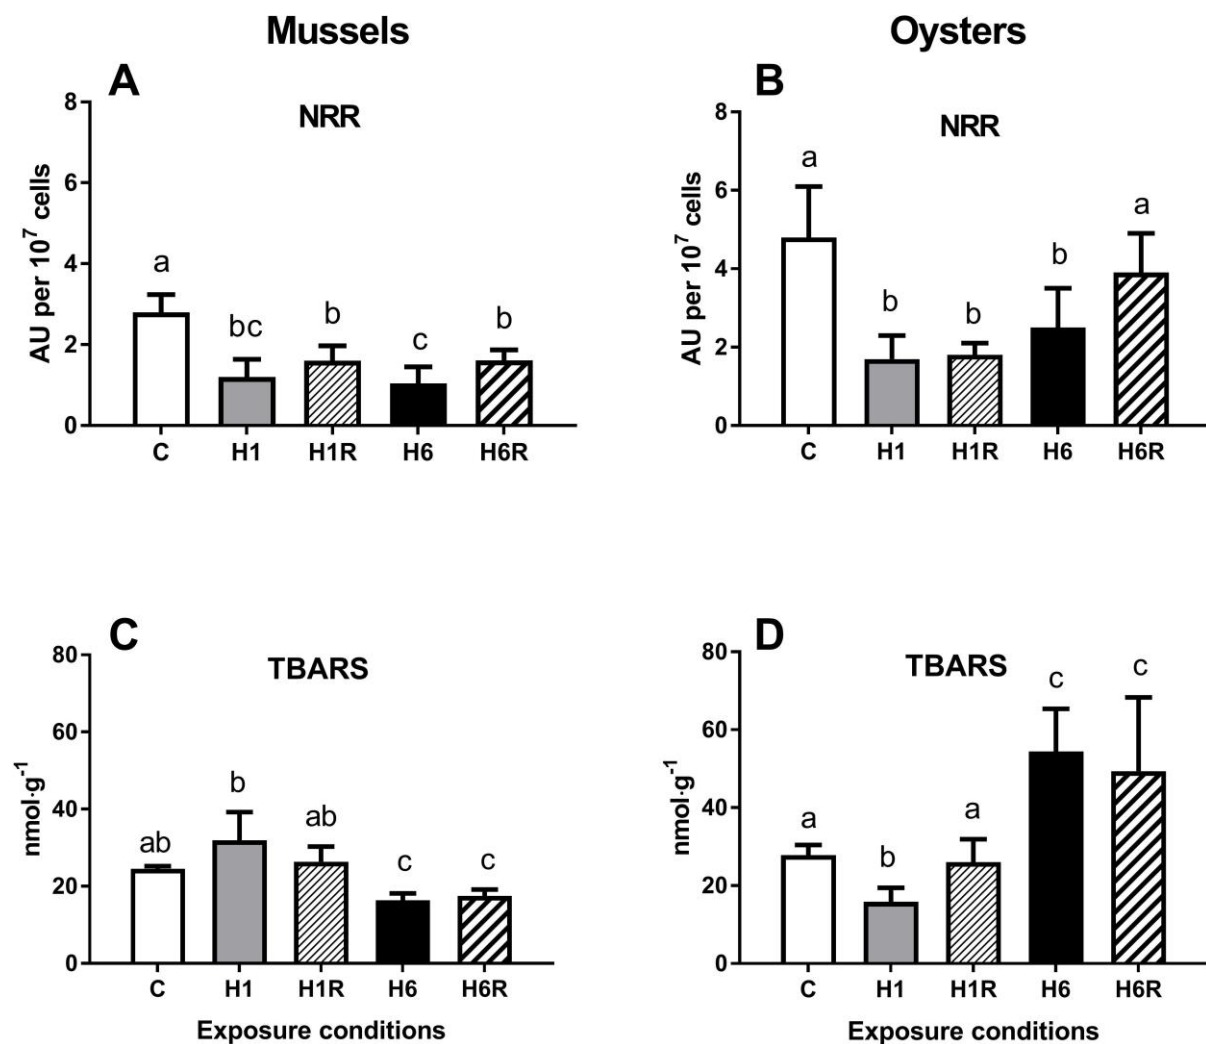 Mussels
Oysters
A
NRR
AU per 10⁷ cells
8
6
4
2
0
a
bc
b
c
b
C H1 H1R H6 H6R
B
NRR
AU per 10⁷ cells
8
6
4
2
0
a
b
b
b
a
C H1 H1R H6 H6R
C
TBARS
nmol·g⁻¹
80
60
40
20
0
ab
b
ab
c
c
C H1 H1R H6 H6R
Exposure conditions
D
TBARS
nmol·g⁻¹
80
60
40
20
0
a
b
a
c
c
C H1 H1R H6 H6R
Exposure conditions